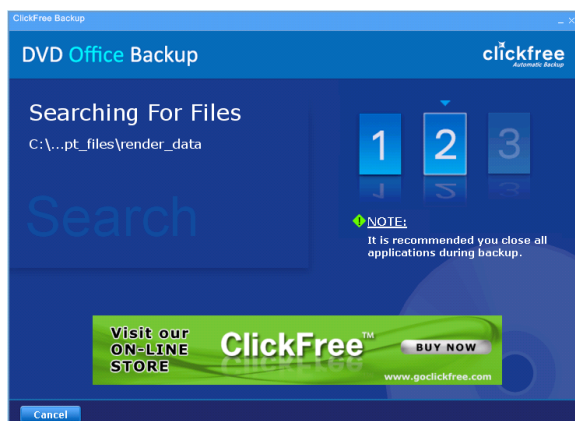 ClickFree Backup
DVD Office Backup
clickfree
Automatic Backup
Searching For Files
C:\...pt_files\render_data
Search
1 2 3
NOTE:
It is recommended you close all
applications during backup.
Visit our
ON-LINE
STORE
ClickFree™
BUY NOW
www.goclickfree.com
Cancel